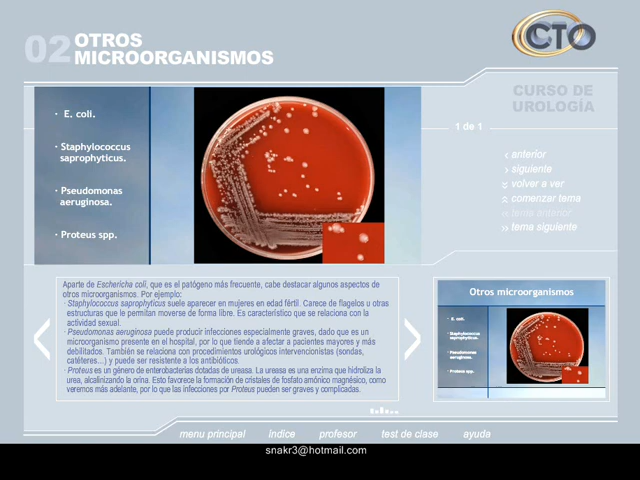 02 OTROS
MICROORGANISMOS
CTO
CURSO DE
UROLOGÍA
1 de 1
· E. coli.
· Staphylococcus
saprophyticus.
· Pseudomonas
aeruginosa.
· Proteus spp.
‹ anterior
› siguiente
volver a ver
comenzar tema
tema anterior
›› tema siguiente
Aparte de Escherichia coli, que es el patógeno más frecuente, cabe destacar algunos aspectos de
otros microorganismos. Por ejemplo:
· Staphylococcus saprophyticus suele aparecer en mujeres en edad fértil. Carece de flagelos u otras
estructuras que le permitan moverse de forma libre. Es característico que se relaciona con la
actividad sexual.
· Pseudomonas aeruginosa puede producir infecciones especialmente graves, dado que es un
microorganismo presente en el hospital, por lo que tiende a afectar a pacientes mayores y más
debilitados. También se relaciona con procedimientos urológicos intervencionistas (sondas,
catéteres...) y puede ser resistente a los antibióticos.
· Proteus es un género de enterobacterias dotadas de ureasa. La ureasa es una enzima que hidroliza la
urea, alcalinizando la orina. Esto favorece la formación de cristales de fosfato amónico magnésico, como
veremos más adelante, por lo que las infecciones por Proteus pueden ser graves y complicadas.
Otros microorganismos
· E. coli.
· Staphylococcus
saprophyticus.
· Pseudomonas
aeruginosa.
· Proteus spp.
menu principal índice profesor test de clase ayuda
snakr3@hotmail.com